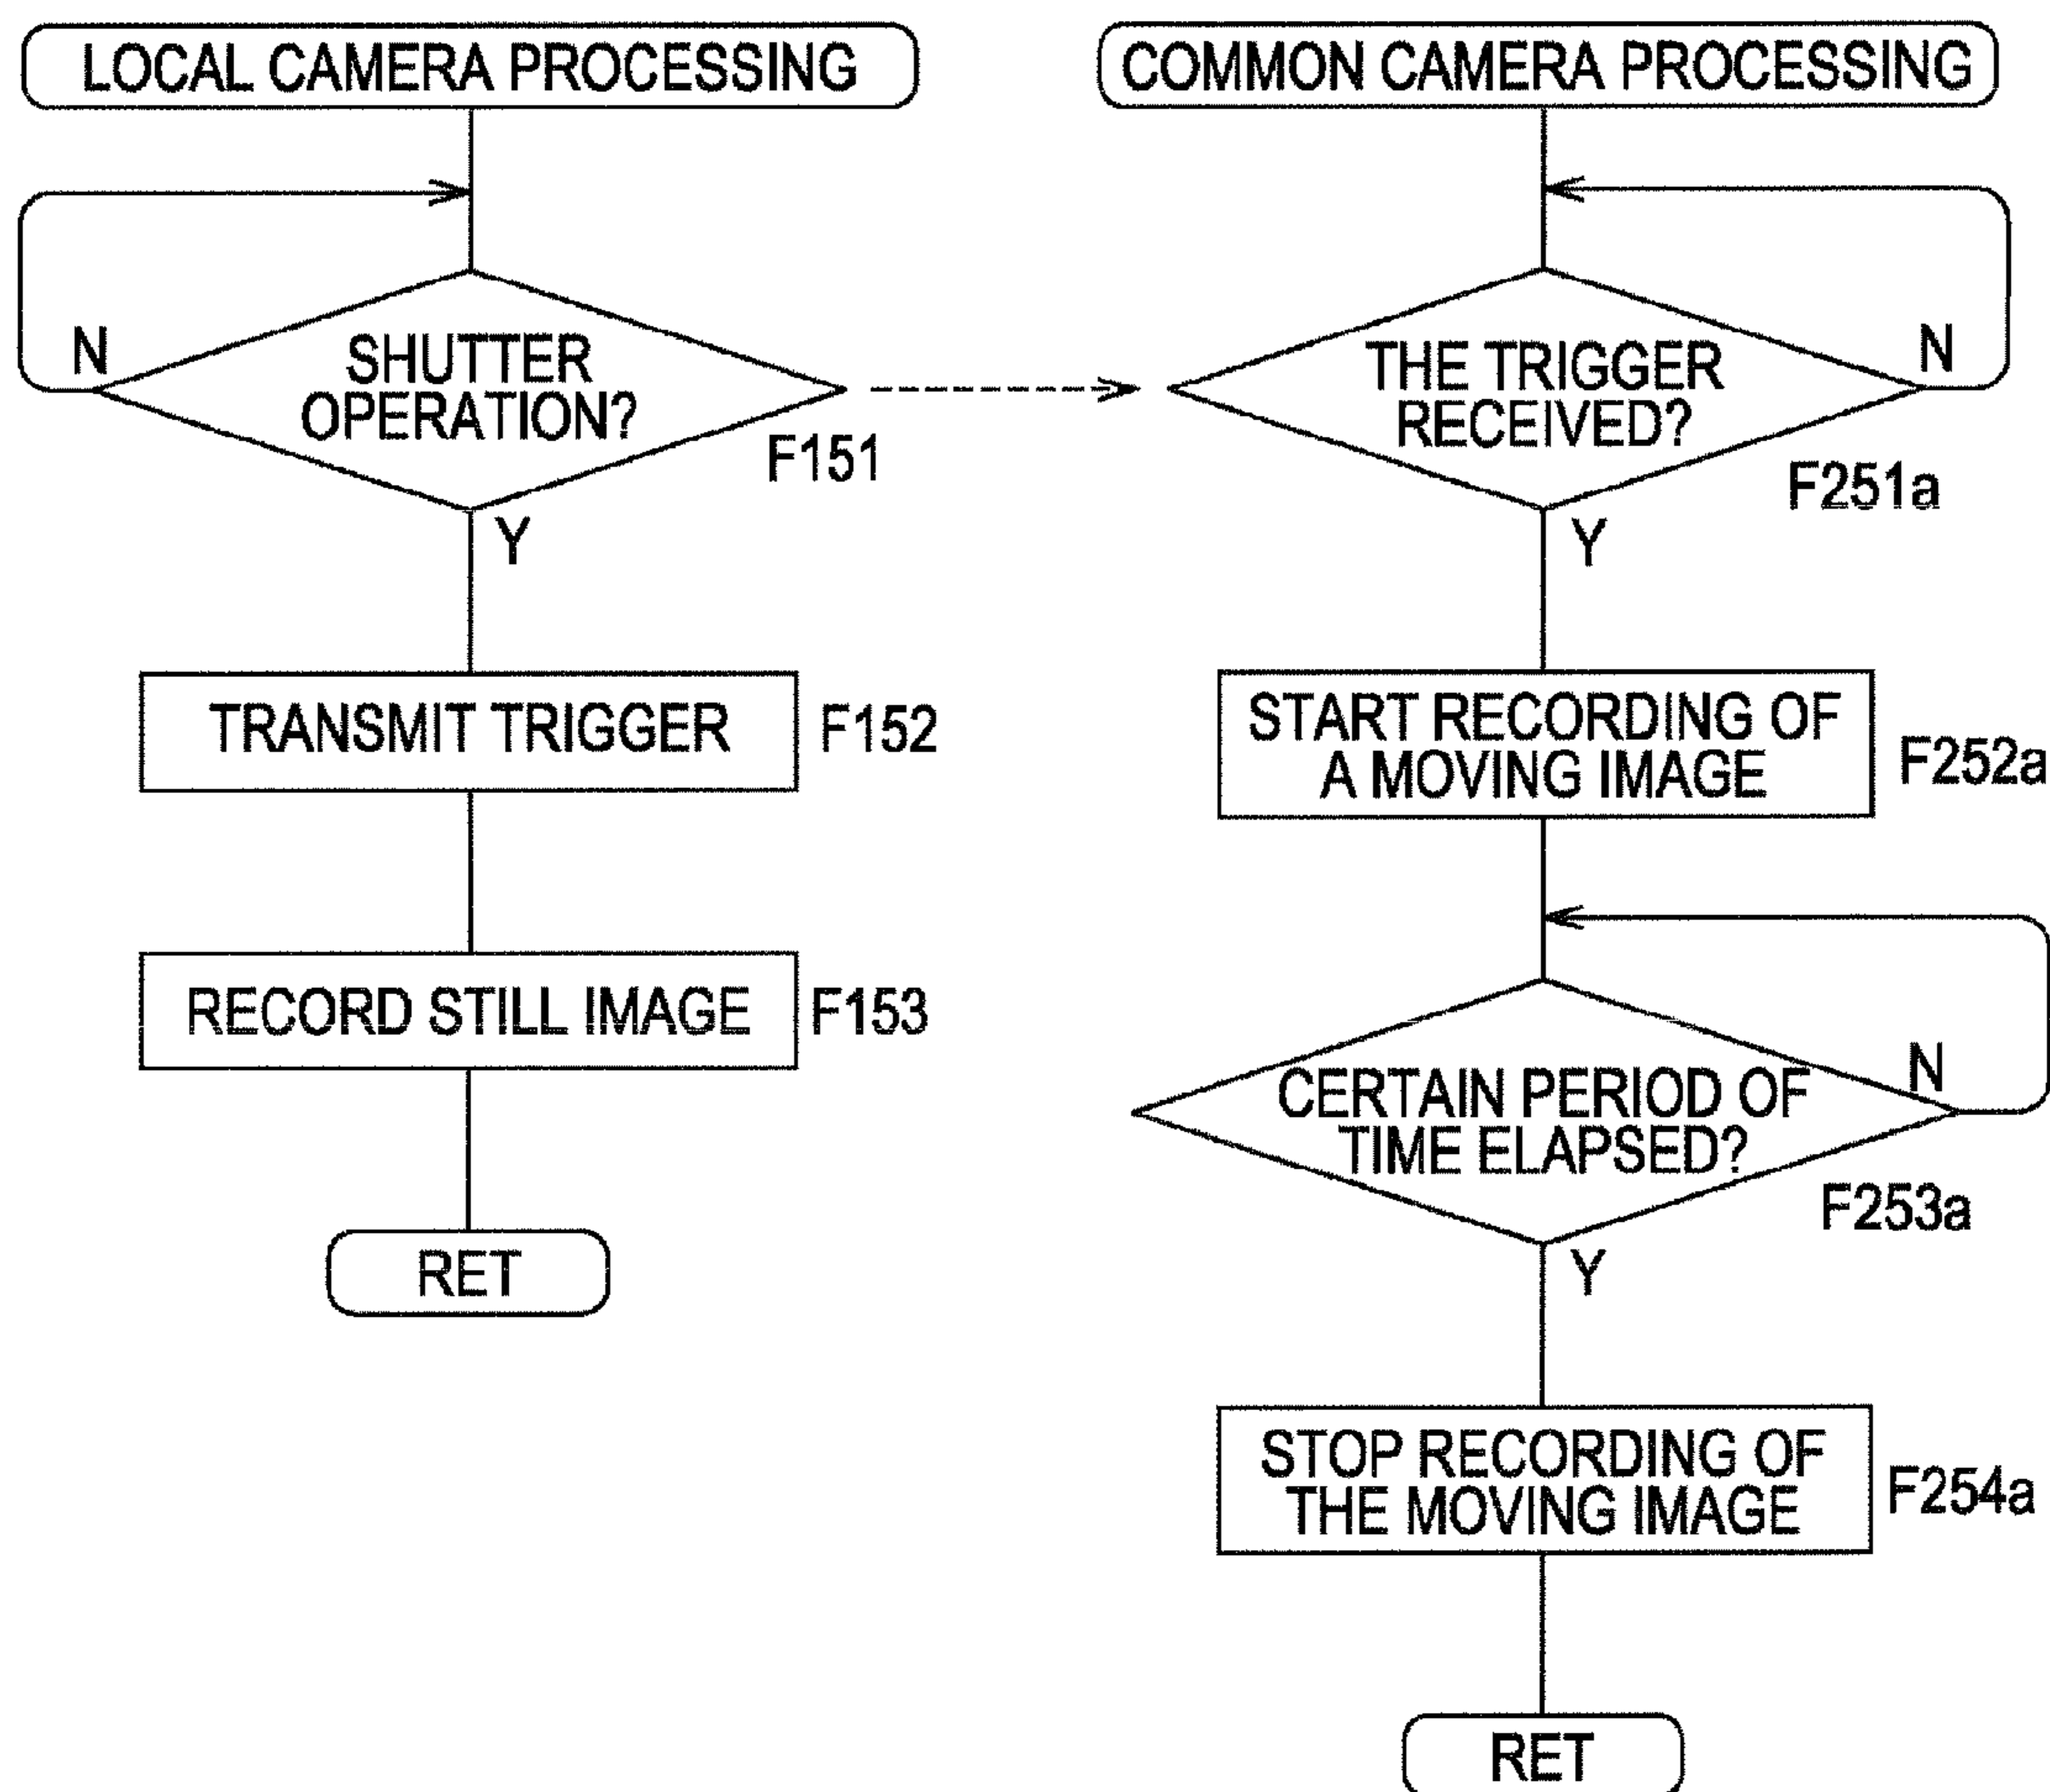 LOCAL CAMERA PROCESSING
N
SHUTTER
OPERATION?
F151
Y
TRANSMIT TRIGGER
F152
RECORD STILL IMAGE
F153
RET
COMMON CAMERA PROCESSING
THE TRIGGER
RECEIVED?
N
F251a
Y
START RECORDING OF
A MOVING IMAGE
F252a
CERTAIN PERIOD OF
TIME ELAPSED?
N
F253a
Y
STOP RECORDING OF
THE MOVING IMAGE
F254a
RET